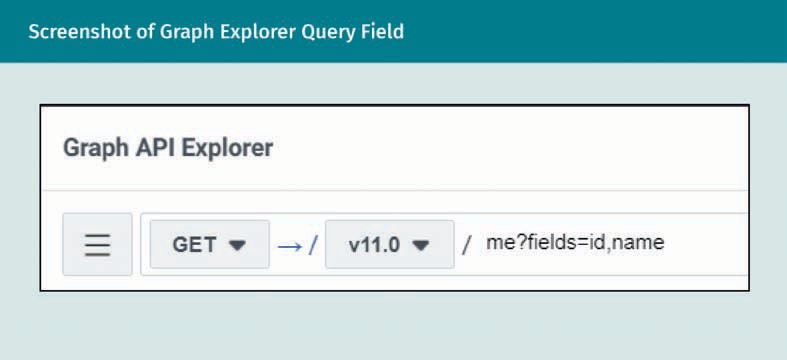 Screenshot of Graph Explorer Query Field
Graph API Explorer
☰ GET ▼ →/ v11.0 ▼ / me?fields=id,name